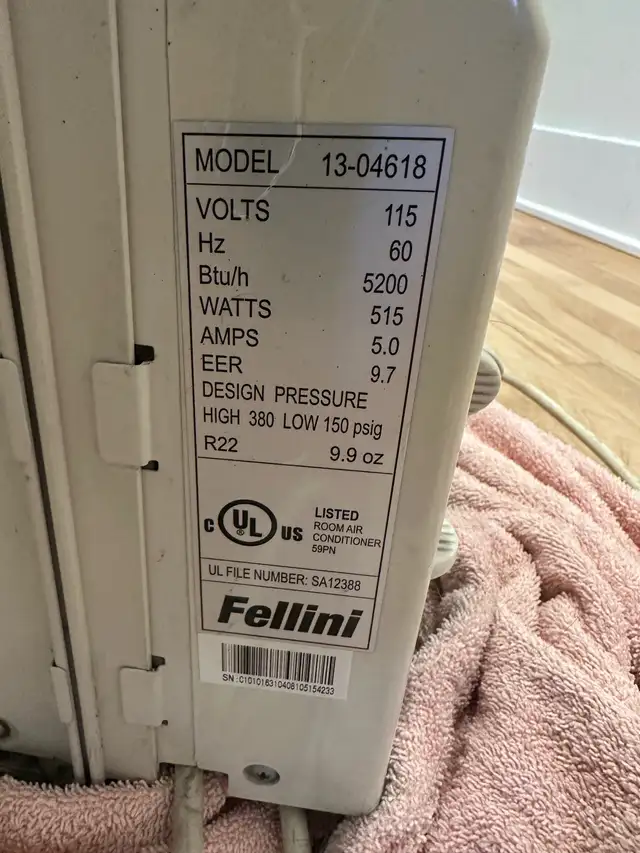 MODEL 13-04618
VOLTS 115
Hz 60
Btu/h 5200
WATTS 515
AMPS 5.0
EER 9.7
DESIGN PRESSURE
HIGH 380 LOW 150 psig
R22 9.9 oz
C UL® US
LISTED
ROOM AIR
CONDITIONER
59PN
UL FILE NUMBER: SA12388
Fellini
SN:C101016310408105154233